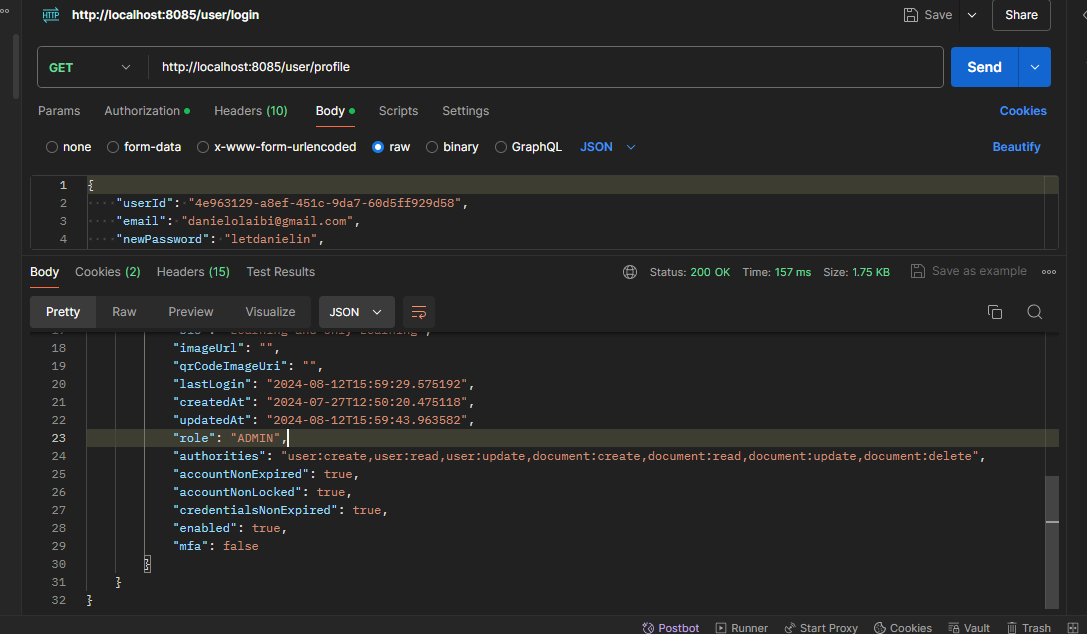 HTTP http://localhost:8085/user/login Save Share
GET http://localhost:8085/user/profile Send
Params Authorization Headers (10) Body Scripts Settings Cookies
none form-data x-www-form-urlencoded raw binary GraphQL JSON Beautify
1 {
2 "userId": "4e963129-a8ef-451c-9da7-60d5ff929d58",
3 "email": "danielolaibi@gmail.com",
4 "newPassword": "letdanielin",
Body Cookies (2) Headers (15) Test Results Status: 200 OK Time: 157 ms Size: 1.75 KB Save as example
Pretty Raw Preview Visualize JSON
17 "bio": "Learning and only Learning",
18 "imageUrl": "",
19 "qrCodeImageUri": "",
20 "lastLogin": "2024-08-12T15:59:29.575192",
21 "createdAt": "2024-07-27T12:50:20.475118",
22 "updatedAt": "2024-08-12T15:59:43.963582",
23 "role": "ADMIN",
24 "authorities": "user:create,user:read,user:update,document:create,document:read,document:update,document:delete",
25 "accountNonExpired": true,
26 "accountNonLocked": true,
27 "credentialsNonExpired": true,
28 "enabled": true,
29 "mfa": false
30 }
31 }
32 }
Postbot Runner Start Proxy Cookies Vault Trash